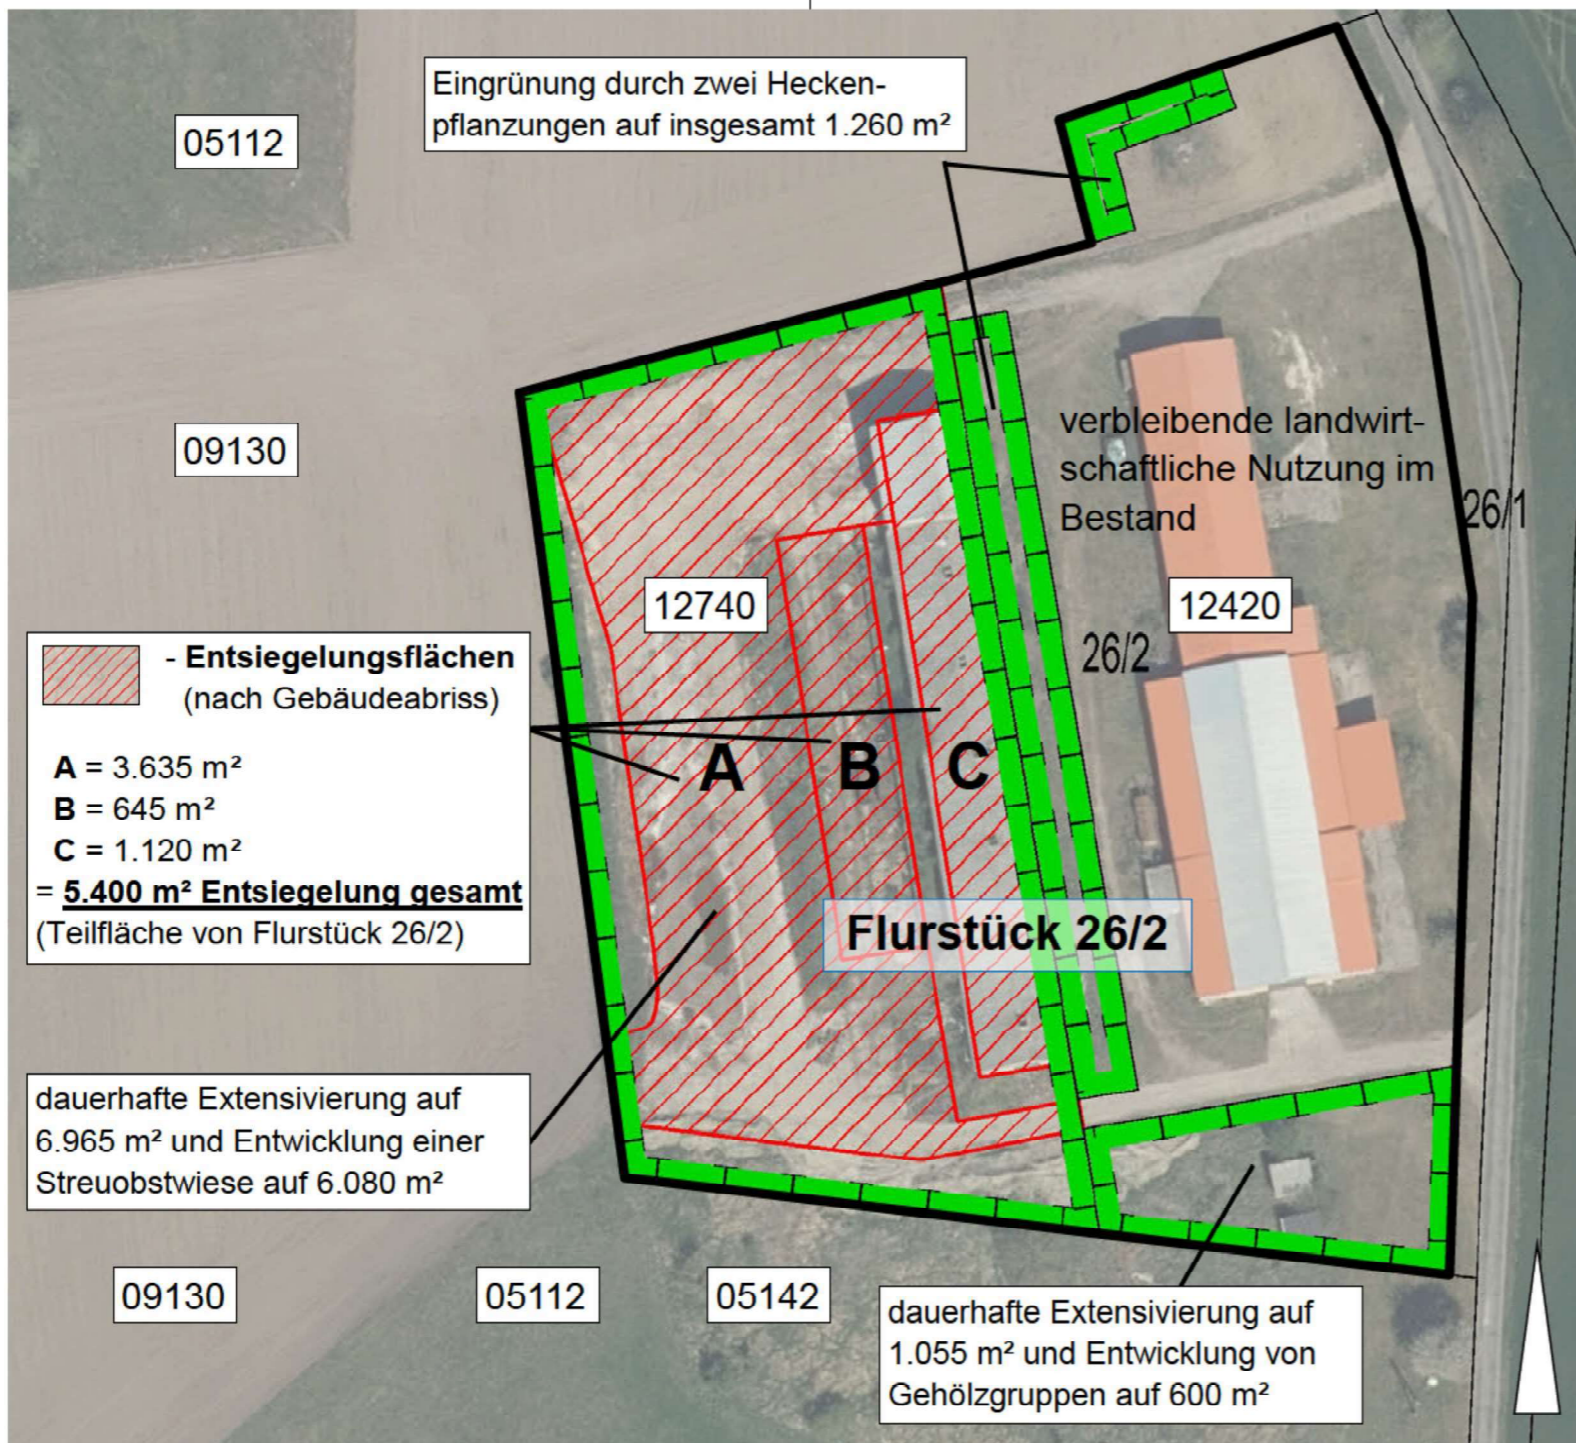 Eingrünung durch zwei Hecken-
pflanzungen auf insgesamt 1.260 m²
05112
09130
verbleibende landwirt-
schaftliche Nutzung im
Bestand
26/1
12740
12420
26/2
- Entsiegelungsflächen
(nach Gebäudeabriss)
A = 3.635 m²
B = 645 m²
C = 1.120 m²
= 5.400 m² Entsiegelung gesamt
(Teilfläche von Flurstück 26/2)
A
B
C
Flurstück 26/2
dauerhafte Extensivierung auf
6.965 m² und Entwicklung einer
Streuobstwiese auf 6.080 m²
09130
05112
05142
dauerhafte Extensivierung auf
1.055 m² und Entwicklung von
Gehölzgruppen auf 600 m²